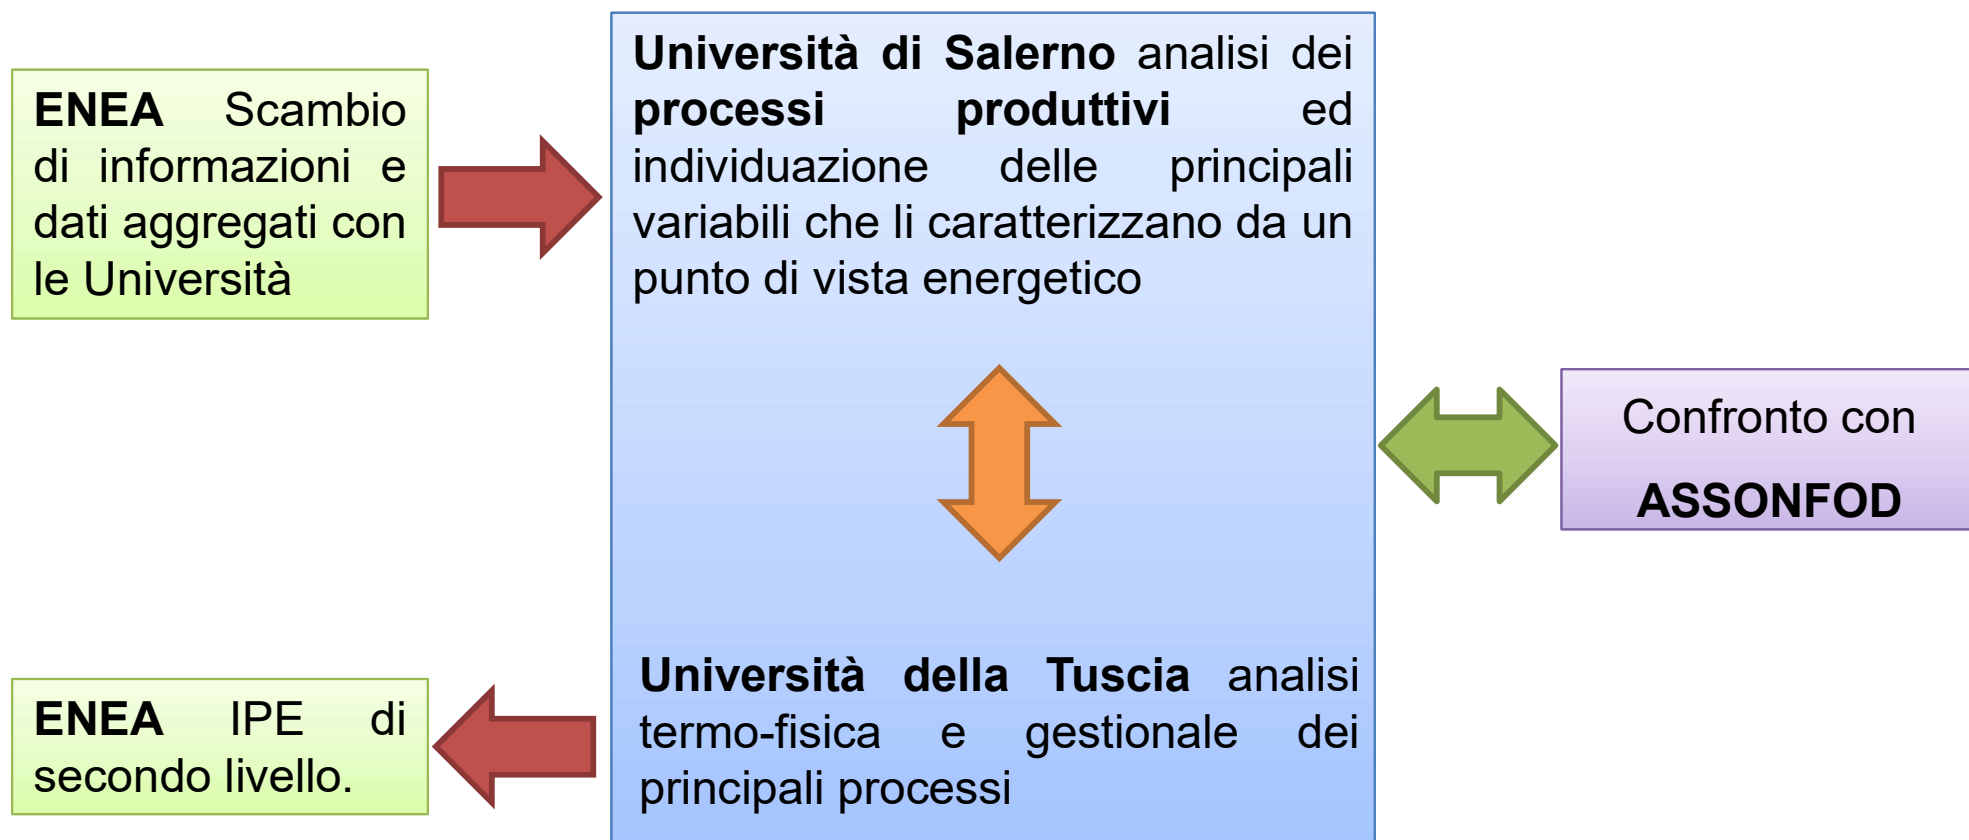 ENEA Scambio
di informazioni e
dati aggregati con
le Università
Università di Salerno analisi dei
processi produttivi ed
individuazione delle principali
variabili che li caratterizzano da un
punto di vista energetico
Confronto con
ASSONFOD
Università della Tuscia analisi
termo-fisica e gestionale dei
principali processi
ENEA IPE di
secondo livello.